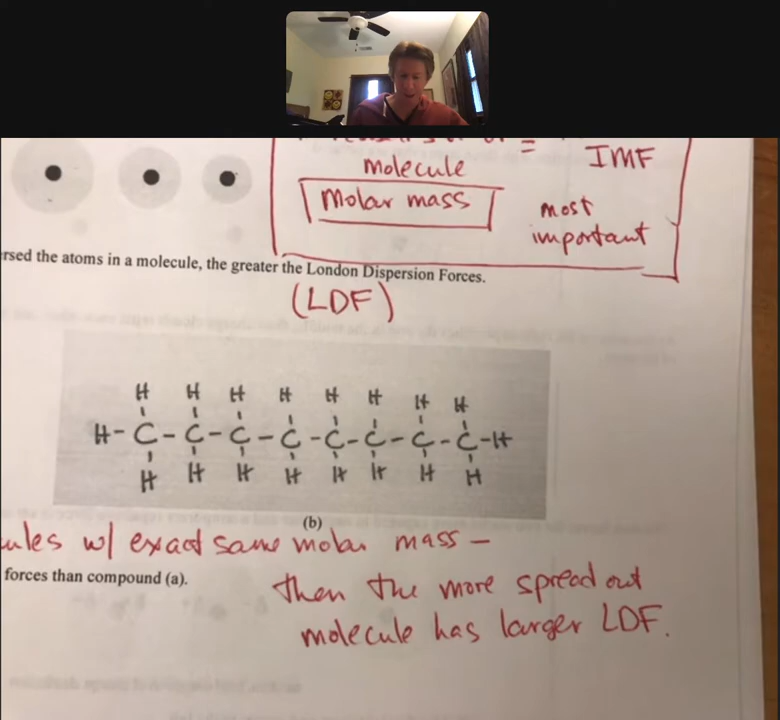 =
molecule
IMF
Molar mass
most
important
rsed the atoms in a molecule, the greater the London Dispersion Forces.
(LDF)
H H H H H H H H
H-C-C-C-C-C-C-C-C-H
H H H H H H H H
(b)
ules w/ exact same molar mass -
forces than compound (a).
then the more spread out
molecule has larger LDF.